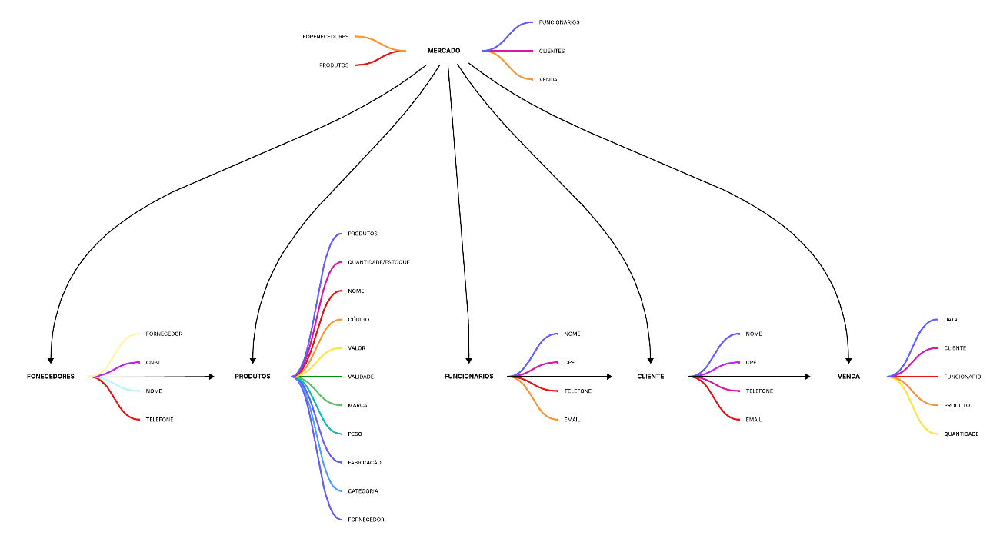 FORENECEDORES
PRODUTOS
MERCADO
FUNCIONARIOS
CLIENTES
VENDA
FONECEDORES
FORNECEDOR
CNPJ
NOME
TELEFONE
PRODUTOS
PRODUTOS
QUANTIDADE/ESTOQUE
NOME
CÓDIGO
VALOR
VALIDADE
MARCA
PESO
FABRICAÇÃO
CATEGORIA
FORNECEDOR
FUNCIONARIOS
NOME
CPF
TELEFONE
EMAIL
CLIENTE
NOME
CPF
TELEFONE
EMAIL
VENDA
DATA
CLIENTE
FUNCIONARIO
PRODUTO
QUANTIDADE